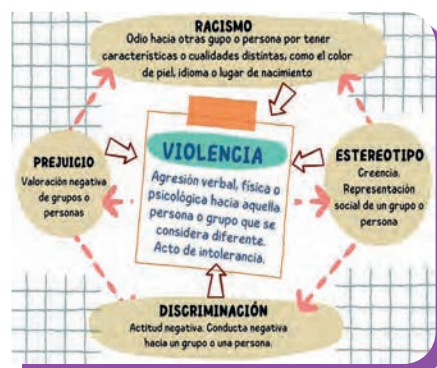 RACISMO
Odio hacia otras gupo o persona por tener
características o cualidades distintas, como el color
de piel, idioma o lugar de nacimiento
PREJUICIO
Valoración negativa
de grupos o
personas
VIOLENCIA
Agresión verbal, física o
psicológica hacia aquella
persona o grupo que se
considera diferente.
Acto de intolerancia.
ESTEREOTIPO
Creencia.
Representación
social de un grupo o
persona
DISCRIMINACIÓN
Actitud negativa. Conducta negativa
hacia un grupo o una persona.